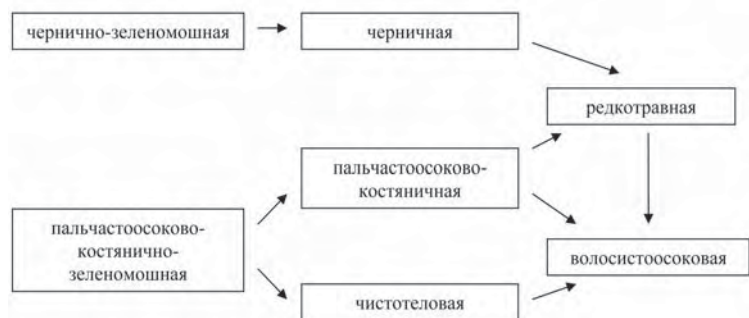 чернично-зеленомошная
черничная
редкотравная
пальчастоосоково-
костяничная
пальчастоосоково-
костянично-
зеленомошная
волосистоосоковая
чистотеловая